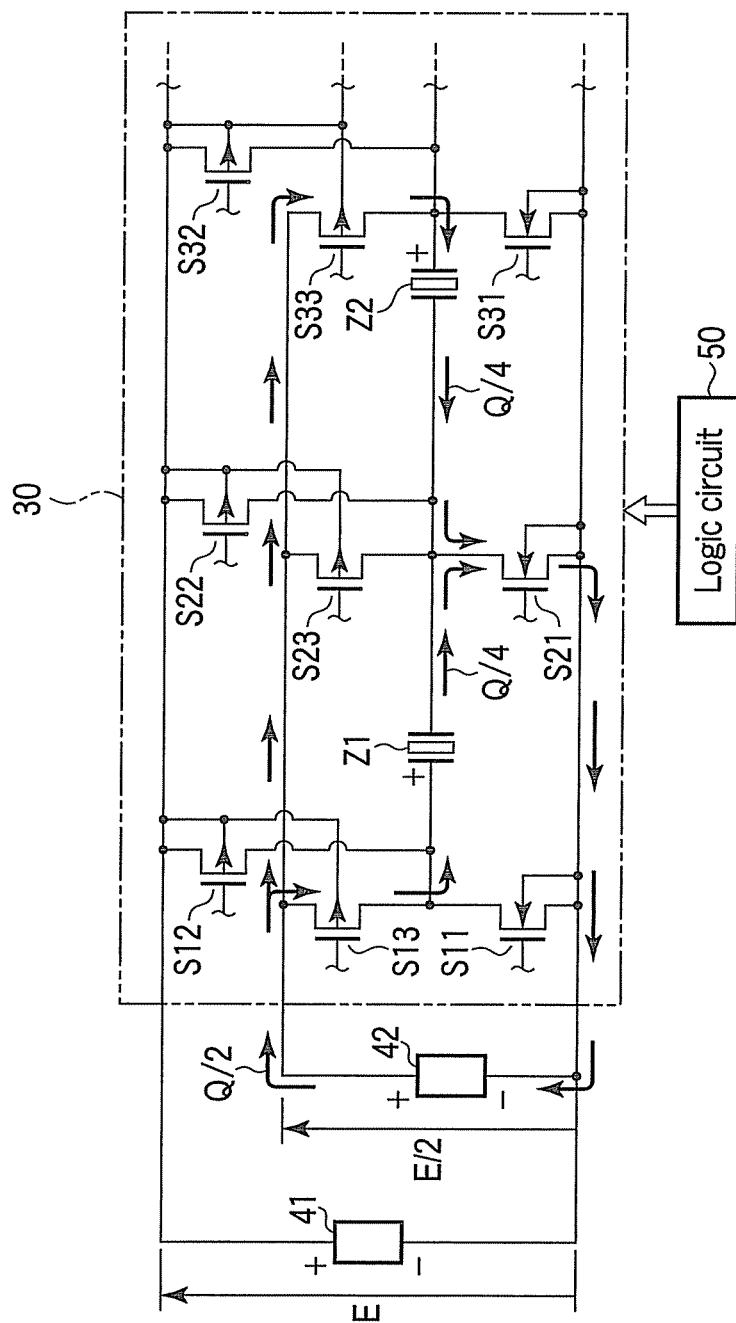 30
S12
S22
S32
Q/2
S13
S23
S33
Z1
+
Z2
+
Q/4
Q/4
S11
S21
S31
E
41
+
−
E/2
42
+
−
Logic circuit
50